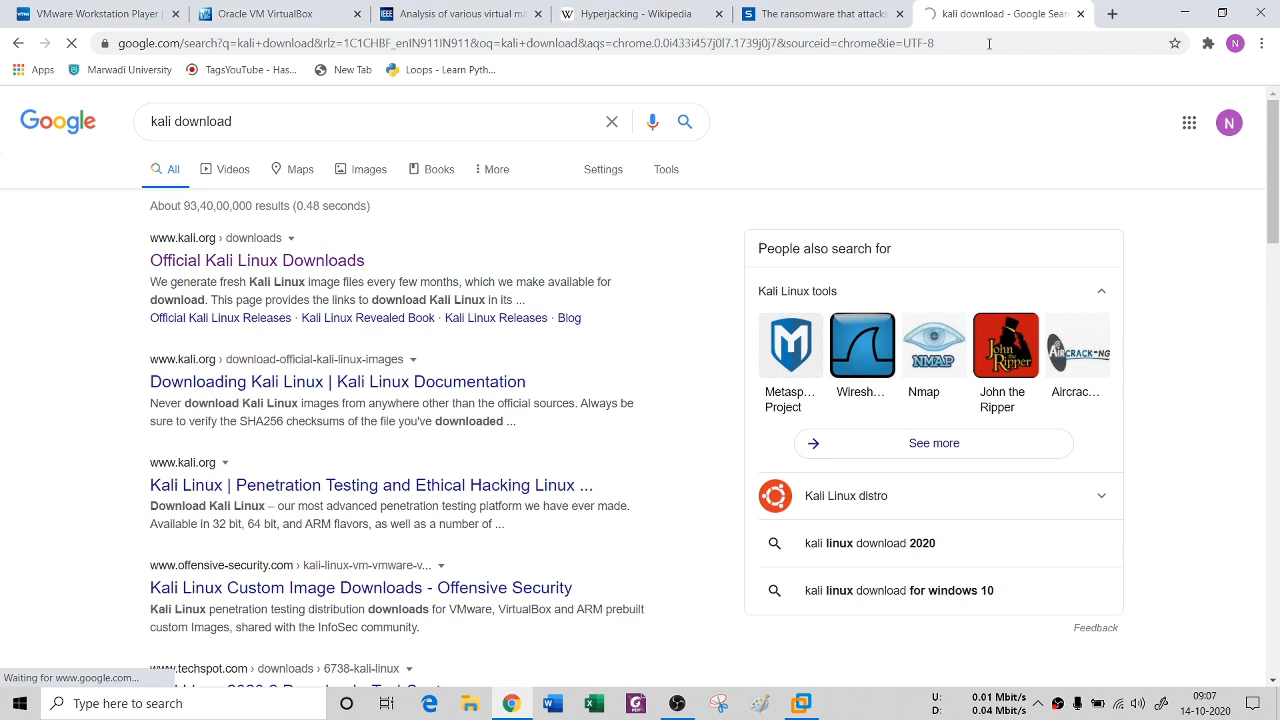 VMware Workstation Player | D
Oracle VM VirtualBox
IEEE Analysis of virtuous virtual ma
Hyperjacking - Wikipedia
The ransomware that attacks
kali download - Google Sear
google.com/search?q=kali+download&rlz=1C1CHBF_enIN911IN911&oq=kali+download&aqs=chrome.0.0i433i457j0l7.1739j0j7&sourceid=chrome&ie=UTF-8
N
Apps
Marwadi University
TagsYouTube - Has...
New Tab
Loops - Learn Pyth...
Google
kali download
N
All
Videos
Maps
Images
Books
More
Settings
Tools
About 93,40,00,000 results (0.48 seconds)
www.kali.org › downloads
Official Kali Linux Downloads
We generate fresh Kali Linux image files every few months, which we make available for
download. This page provides the links to download Kali Linux in its ...
Official Kali Linux Releases · Kali Linux Revealed Book · Kali Linux Releases · Blog
www.kali.org › download-official-kali-linux-images
Downloading Kali Linux | Kali Linux Documentation
Never download Kali Linux images from anywhere other than the official sources. Always be
sure to verify the SHA256 checksums of the file you've downloaded ...
www.kali.org
Kali Linux | Penetration Testing and Ethical Hacking Linux ...
Download Kali Linux – our most advanced penetration testing platform we have ever made.
Available in 32 bit, 64 bit, and ARM flavors, as well as a number of ...
www.offensive-security.com › kali-linux-vm-vmware-v...
Kali Linux Custom Image Downloads - Offensive Security
Kali Linux penetration testing distribution downloads for VMware, VirtualBox and ARM prebuilt
custom Images, shared with the InfoSec community.
www.techspot.com › downloads › 6738-kali-linux
People also search for
Kali Linux tools
NMAP
John the Ripper
AIRCRACK-NG
Metasp... Project
Wiresh...
Nmap
John the Ripper
Aircrac...
See more
Kali Linux distro
kali linux download 2020
kali linux download for windows 10
Feedback
Waiting for www.google.com...
Type here to search
U: 0.01 Mbit/s
D: 0.04 Mbit/s
09:07
14-10-2020